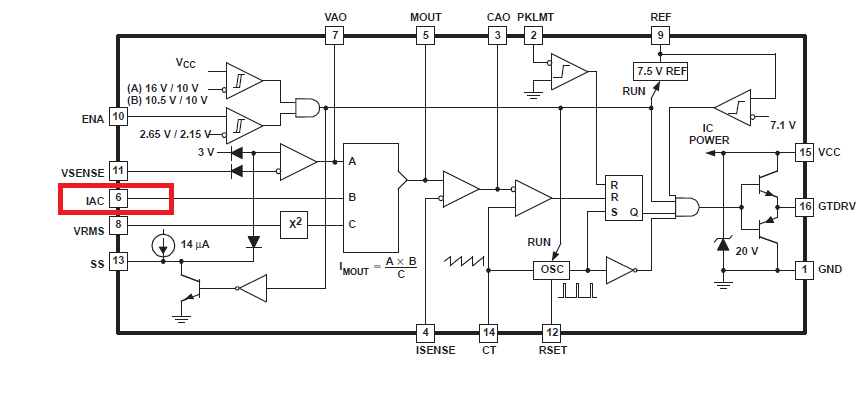 VAO MOUT CAO PKLMT REF
7 5 3 2 9
VCC
(A) 16 V / 10 V
(B) 10.5 V / 10 V
7.5 V REF
RUN
10
ENA
2.65 V / 2.15 V
7.1 V
IC
POWER
3 V
15 VCC
VSENSE 11
A
IAC 6
B
R
R
S Q
16 GTDRV
VRMS 8
X2
C
14 µA
RUN
20 V
SS 13
IMOUT = A × B
C
OSC
1 GND
4 14 12
ISENSE CT RSET